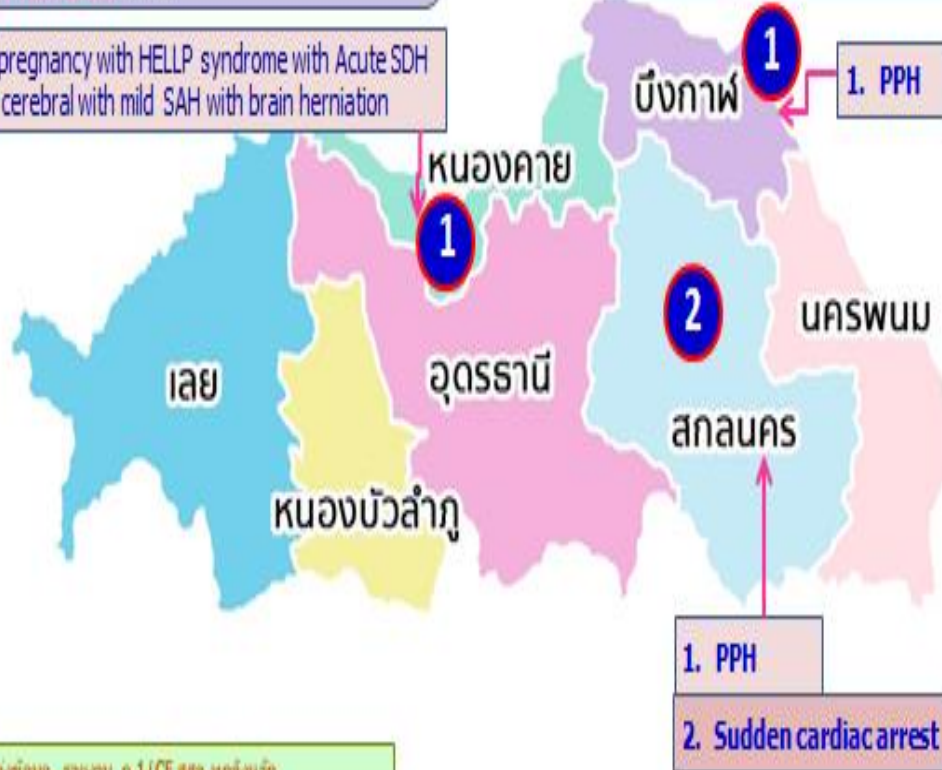 pregnancy with HELLP syndrome with Acute SDH
cerebral with mild SAH with brain herniation
1
บึงกาฬ
1. PPH
หนองคาย
1
2
นครพนม
เลย
อุดรธานี
สกลนคร
หนองบัวลำภู
1. PPH
2. Sudden cardiac arrest